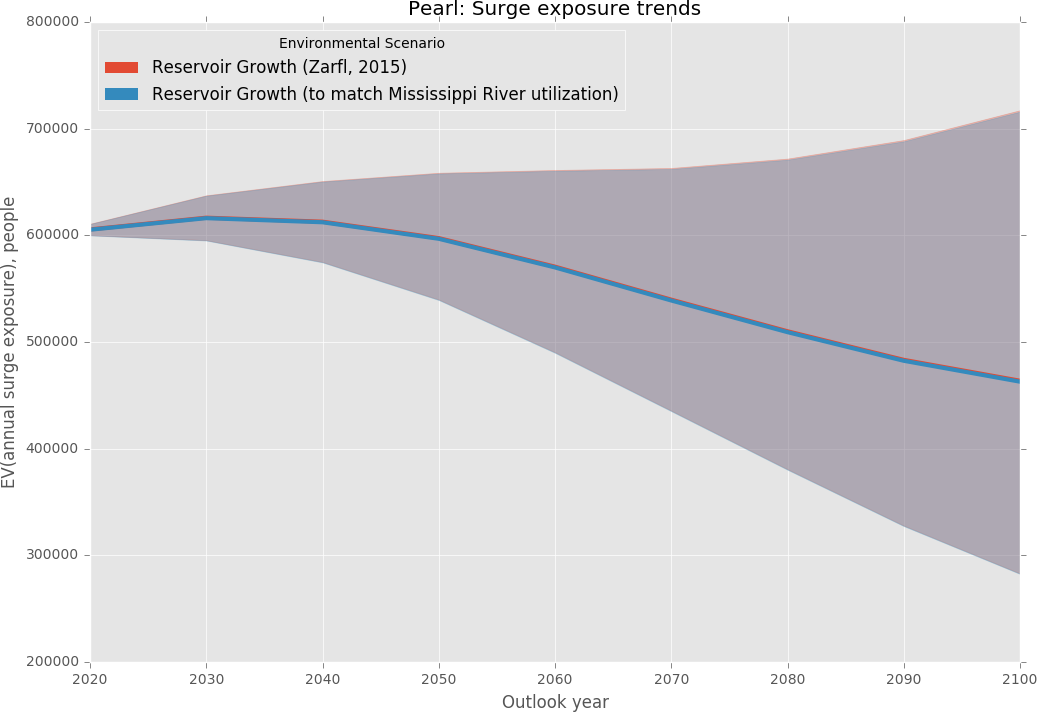 Pearl: Surge exposure trends
Environmental Scenario
Reservoir Growth (Zarfl, 2015)
Reservoir Growth (to match Mississippi River utilization)
EV(annual surge exposure), people
800000
700000
600000
500000
400000
300000
200000
2020 2030 2040 2050 2060 2070 2080 2090 2100
Outlook year